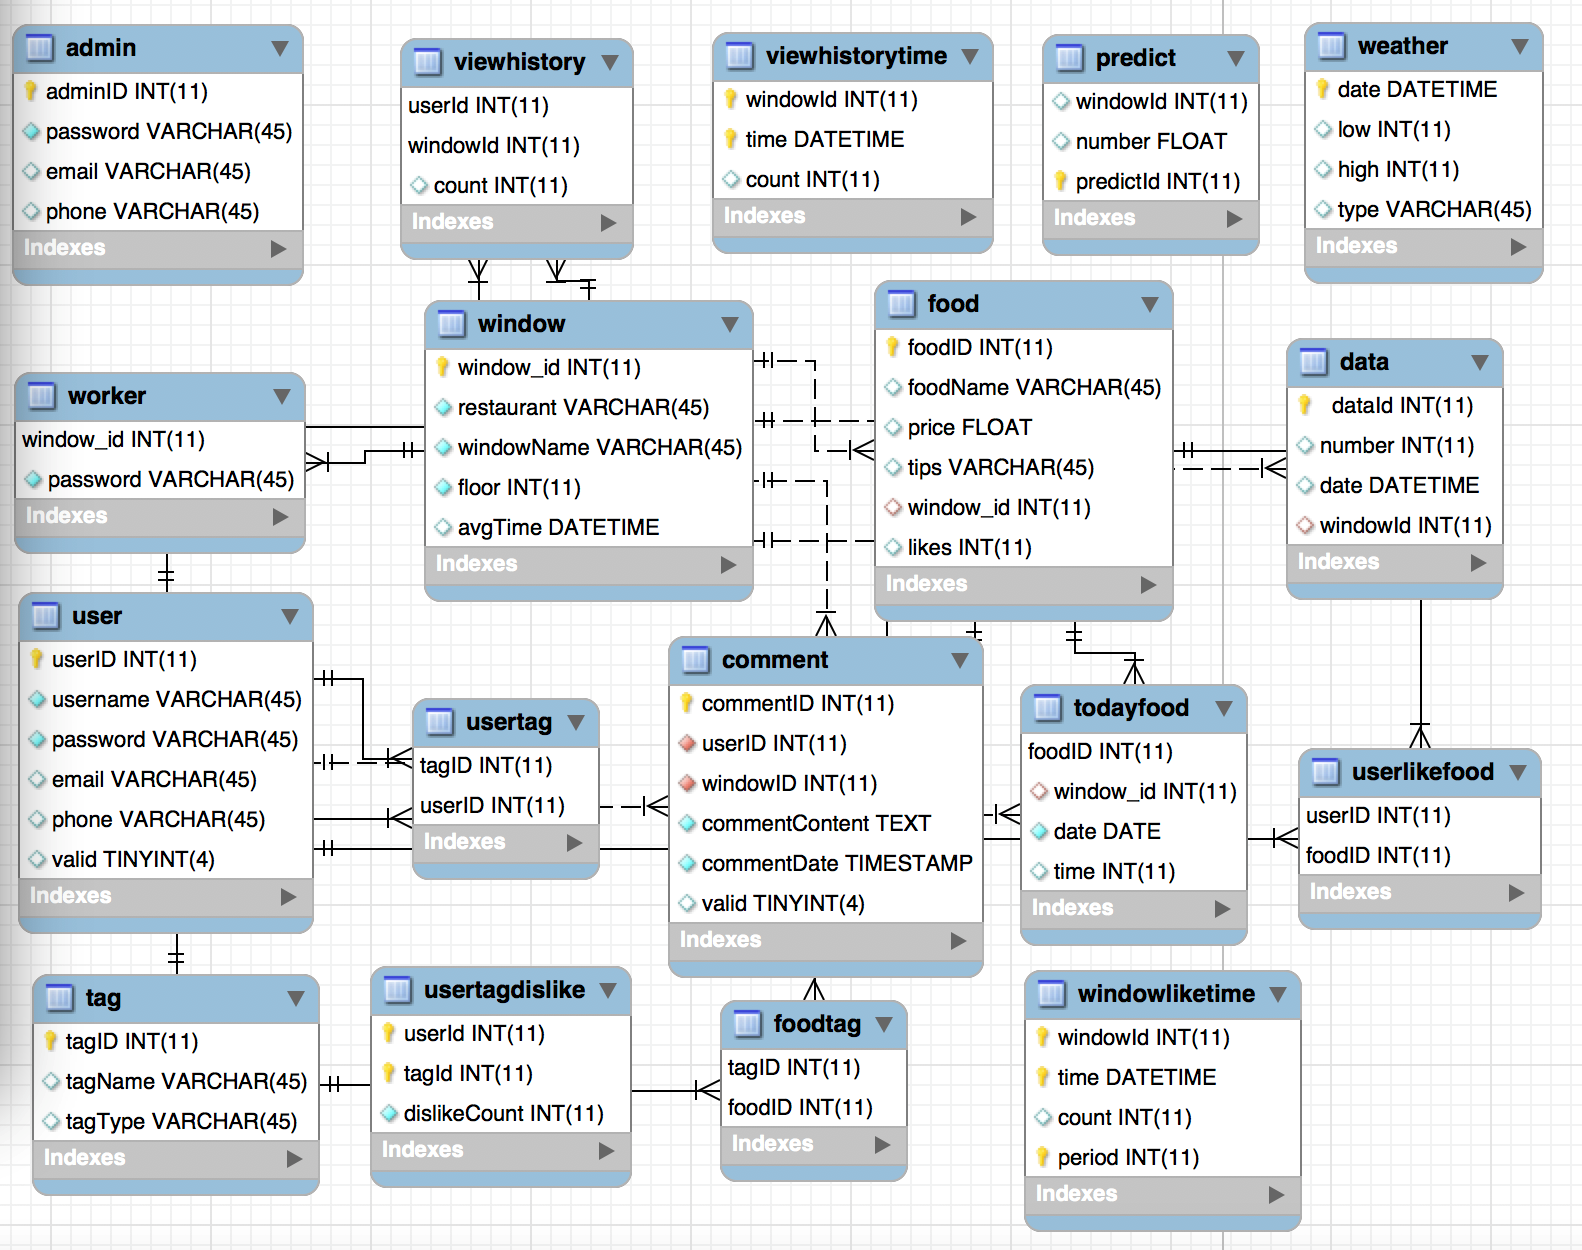 admin
adminID INT(11)
password VARCHAR(45)
email VARCHAR(45)
phone VARCHAR(45)
Indexes
viewhistory
userId INT(11)
windowId INT(11)
count INT(11)
Indexes
viewhistorytime
windowId INT(11)
time DATETIME
count INT(11)
Indexes
predict
windowId INT(11)
number FLOAT
predictId INT(11)
Indexes
weather
date DATETIME
low INT(11)
high INT(11)
type VARCHAR(45)
Indexes
worker
window_id INT(11)
password VARCHAR(45)
Indexes
window
window_id INT(11)
restaurant VARCHAR(45)
windowName VARCHAR(45)
floor INT(11)
avgTime DATETIME
Indexes
food
foodID INT(11)
foodName VARCHAR(45)
price FLOAT
tips VARCHAR(45)
window_id INT(11)
likes INT(11)
Indexes
data
dataId INT(11)
number INT(11)
date DATETIME
windowId INT(11)
Indexes
user
userID INT(11)
username VARCHAR(45)
password VARCHAR(45)
email VARCHAR(45)
phone VARCHAR(45)
valid TINYINT(4)
Indexes
usertag
tagID INT(11)
userID INT(11)
Indexes
comment
commentID INT(11)
userID INT(11)
windowID INT(11)
commentContent TEXT
commentDate TIMESTAMP
valid TINYINT(4)
Indexes
todayfood
foodID INT(11)
window_id INT(11)
date DATE
time INT(11)
Indexes
userlikefood
userID INT(11)
foodID INT(11)
Indexes
tag
tagID INT(11)
tagName VARCHAR(45)
tagType VARCHAR(45)
Indexes
usertagdislike
userId INT(11)
tagId INT(11)
dislikeCount INT(11)
Indexes
foodtag
tagID INT(11)
foodID INT(11)
Indexes
windowliketime
windowId INT(11)
time DATETIME
count INT(11)
period INT(11)
Indexes